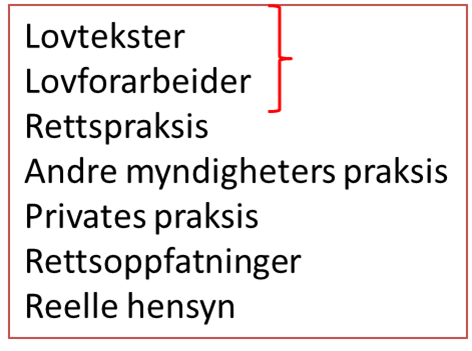 Lovtekster
Lovforarbeider
Rettspraksis
Andre myndigheters praksis
Privates praksis
Rettsoppfatninger
Reelle hensyn